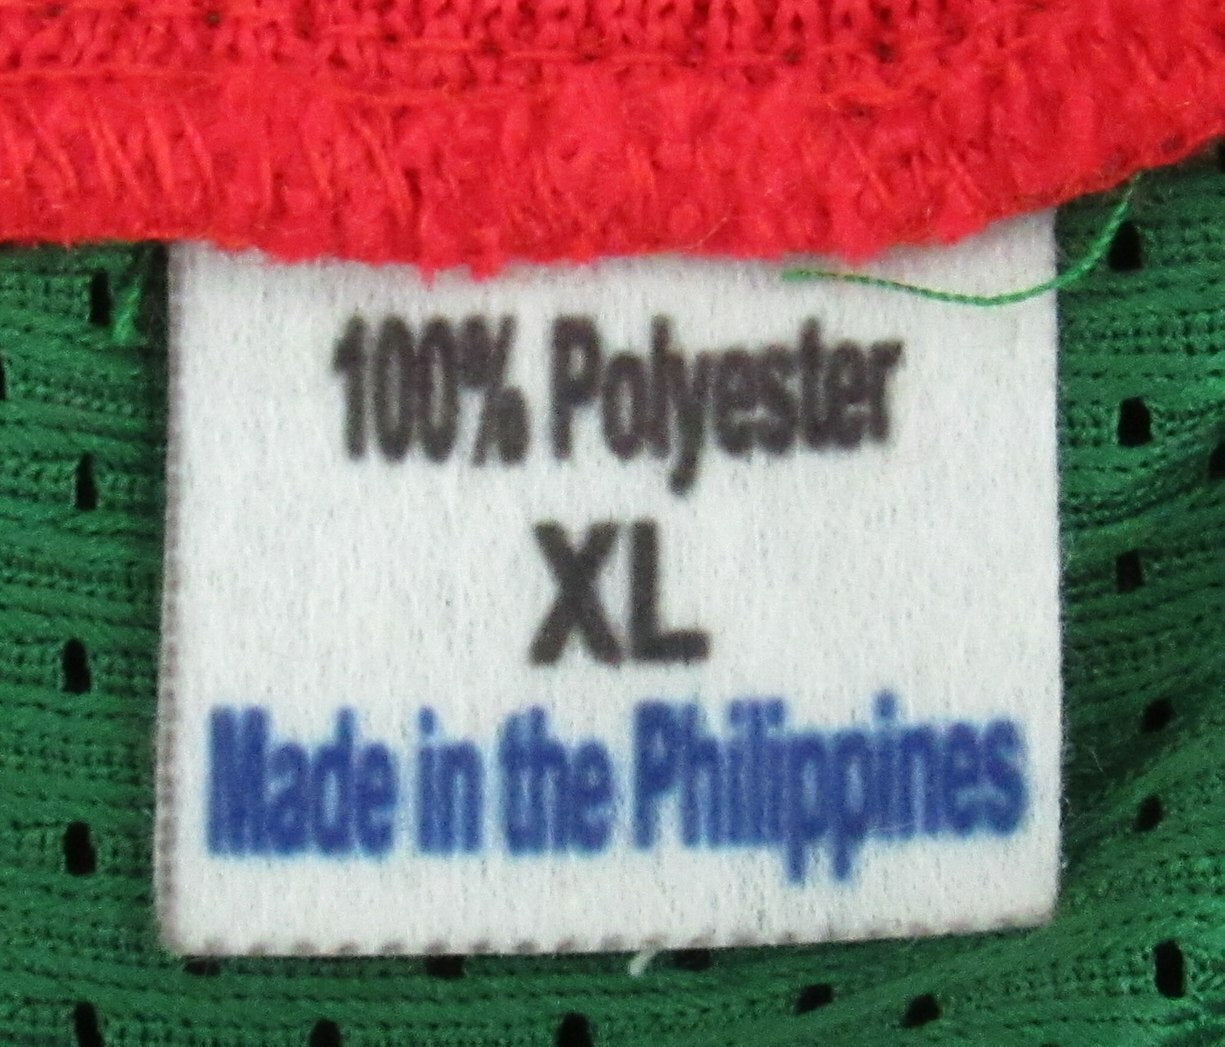 100% Polyester
XL
Made in the Philippines